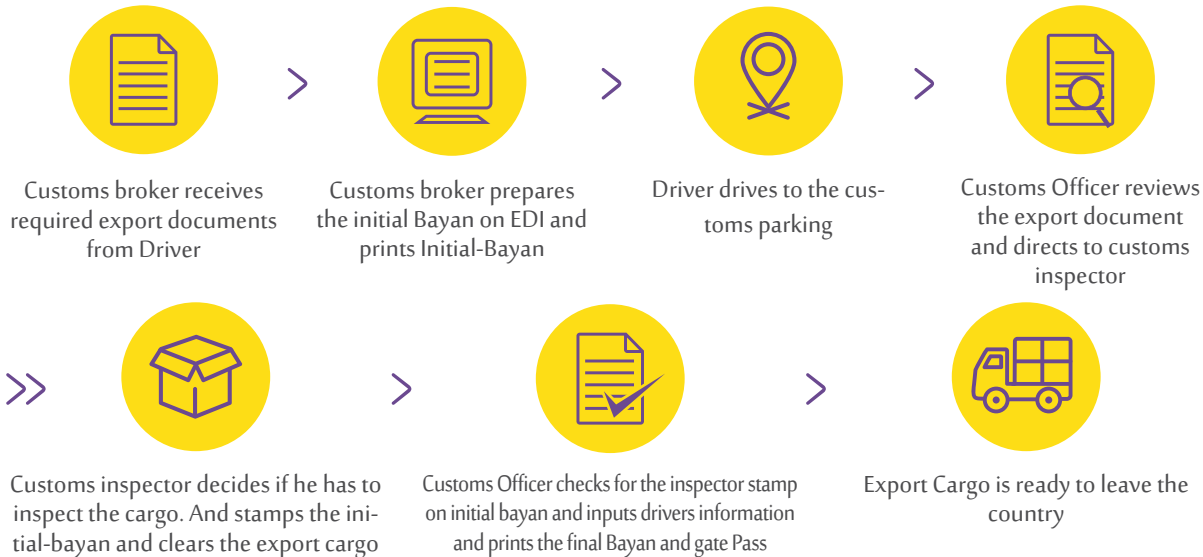 Customs broker receives
required export documents
from Driver
Customs broker prepares
the initial Bayan on EDI and
prints Initial-Bayan
Driver drives to the cus-
toms parking
Customs Officer reviews
the export document
and directs to customs
inspector
Customs inspector decides if he has to
inspect the cargo. And stamps the ini-
tial-bayan and clears the export cargo
Customs Officer checks for the inspector stamp
on initial bayan and inputs drivers information
and prints the final Bayan and gate Pass
Export Cargo is ready to leave the
country